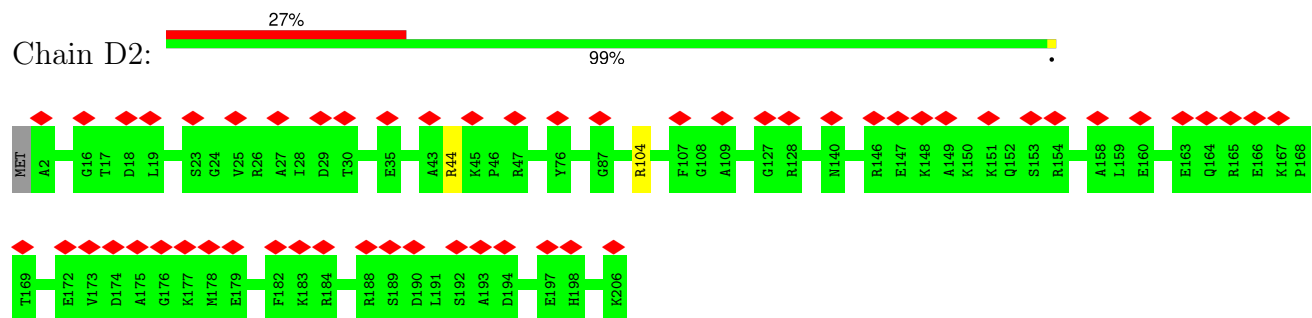 27%
Chain D2:
99%
.
MET A2 G16 T17 D18 L19 S23 G24 V25 R26 A27 I28 D29 T30 E35 A43 R44 K45 P46 R47 Y76 G87 R104 F107 G108 A109 G127 R128 N140 R146 E147 K148 A149 K150 K151 Q152 S153 R154 A158 L159 E160 E163 Q164 R165 E166 K167 P168
T169 E172 V173 D174 A175 G176 K177 M178 E179 F182 K183 R184 R188 S189 D190 L191 S192 A193 D194 E197 H198 K206